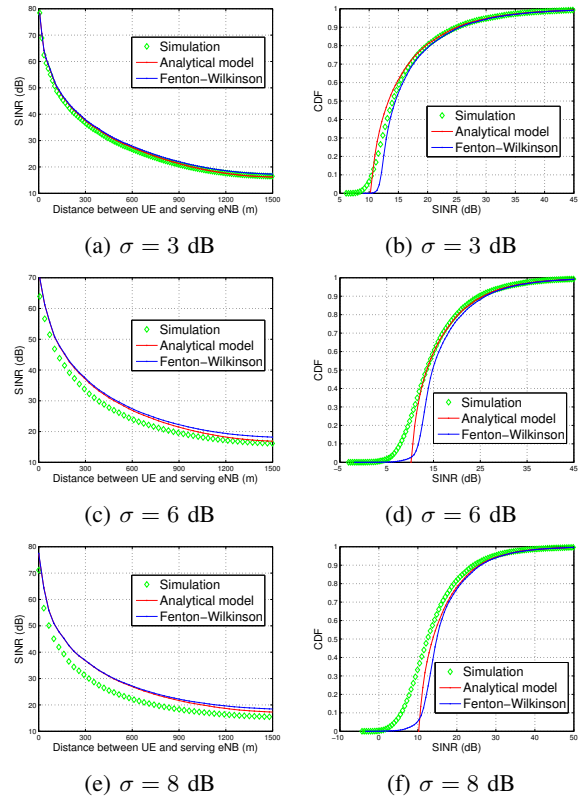 80
70
60
50
40
30
20
10
0
300
600
900
1200
1500
SINR (dB)
Distance between UE and serving eNB (m)
Simulation
Analytical model
Fenton−Wilkinson
(a) σ = 3 dB
1
0.9
0.8
0.7
0.6
0.5
0.4
0.3
0.2
0.1
0
5
10
15
20
25
30
35
40
45
CDF
SINR (dB)
Simulation
Analytical model
Fenton−Wilkinson
(b) σ = 3 dB
70
60
50
40
30
20
10
0
300
600
900
1200
1500
SINR (dB)
Distance between UE and serving eNB (m)
Simulation
Analytical model
Fenton−Wilkinson
(c) σ = 6 dB
1
0.9
0.8
0.7
0.6
0.5
0.4
0.3
0.2
0.1
0
−5
5
15
25
35
45
CDF
SINR (dB)
Simulation
Analytical model
Fenton−Wilkinson
(d) σ = 6 dB
80
70
60
50
40
30
20
10
0
300
600
900
1200
1500
SINR (dB)
Distance between UE and serving eNB (m)
Simulation
Analytical model
Fenton−Wilkinson
(e) σ = 8 dB
1
0.9
0.8
0.7
0.6
0.5
0.4
0.3
0.2
0.1
0
−10
0
10
20
30
40
50
CDF
SINR (dB)
Simulation
Analytical model
Fenton−Wilkinson
(f) σ = 8 dB